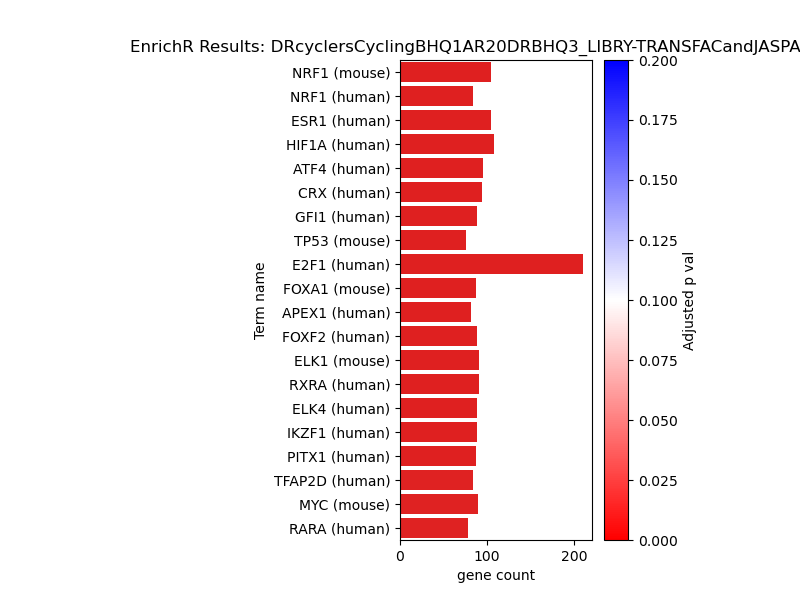 EnrichR Results: DRcyclersCyclingBHQ1AR20DRBHQ3_LIBRY-TRANSFACandJASPA
NRF1 (mouse)
NRF1 (human)
ESR1 (human)
HIF1A (human)
ATF4 (human)
CRX (human)
GFI1 (human)
TP53 (mouse)
E2F1 (human)
FOXA1 (mouse)
APEX1 (human)
FOXF2 (human)
ELK1 (mouse)
RXRA (human)
ELK4 (human)
IKZF1 (human)
PITX1 (human)
TFAP2D (human)
MYC (mouse)
RARA (human)
Term name
0 100 200
gene count
0.200
0.175
0.150
0.125
0.100
0.075
0.050
0.025
0.000
Adjusted p val